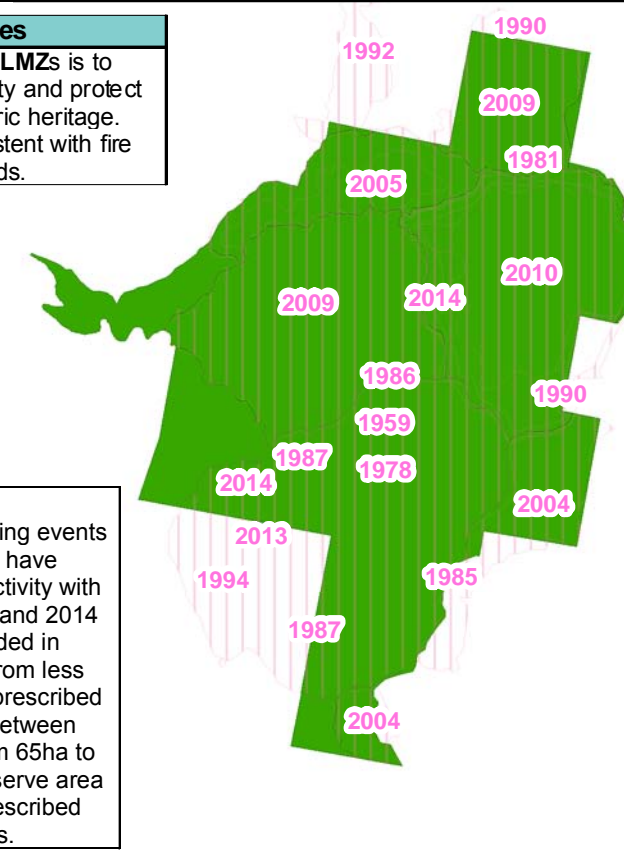 es
LMZs is to
ty and protect
ric heritage.
stent with fire
ds.
1990
1992
2009
1981
2005
2010
2009
2014
1986
1990
1959
1987
1978
2014
2004
2013
1994
1985
1987
2004
ing events
have
ctivity with
and 2014
ded in
rom less
prescribed
etween
m 65ha to
serve area
escribed
s.